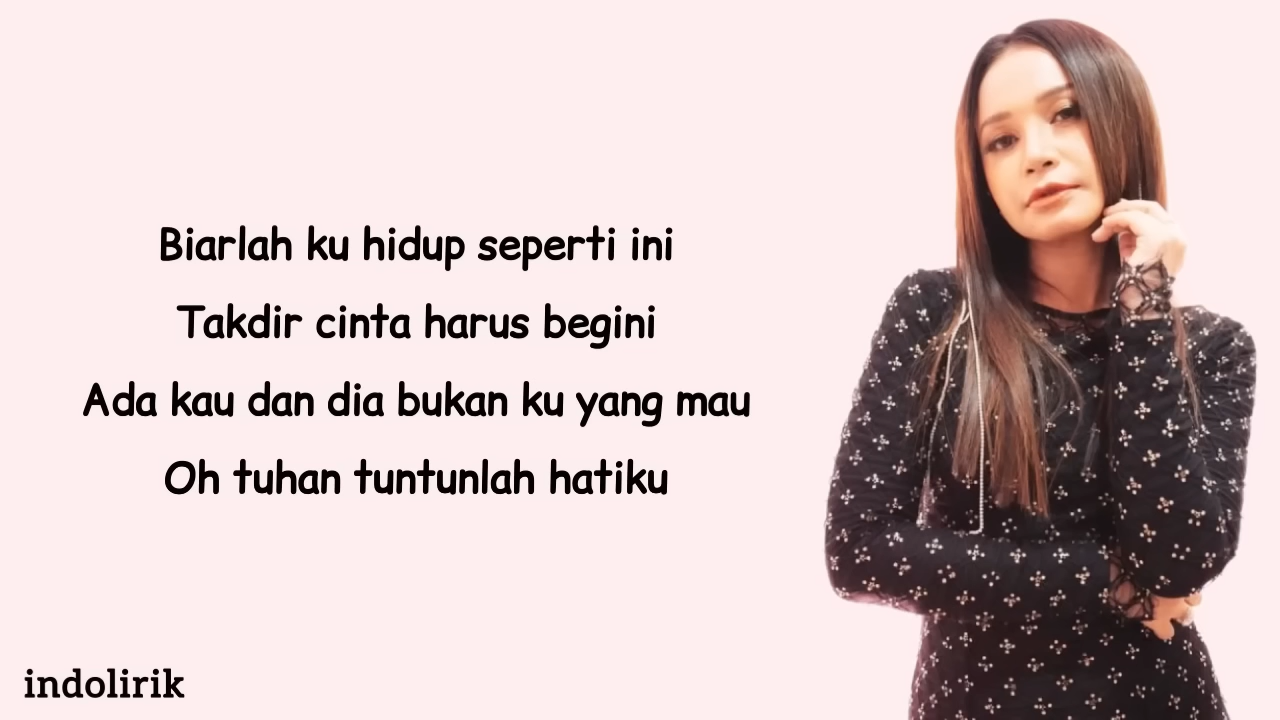 Biarlah ku hidup seperti ini
Takdir cinta harus begini
Ada kau dan dia bukan ku yang mau
Oh tuhan tuntunlah hatiku
indolirik